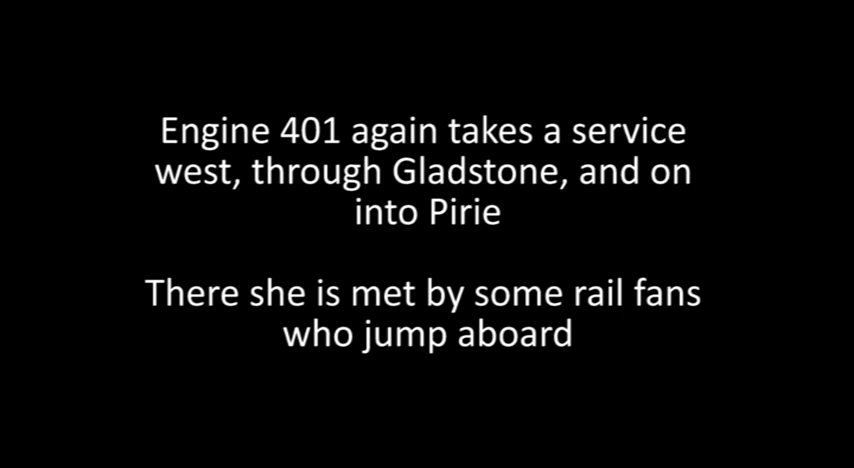 Engine 401 again takes a service
west, through Gladstone, and on
into Pirie
There she is met by some rail fans
who jump aboard